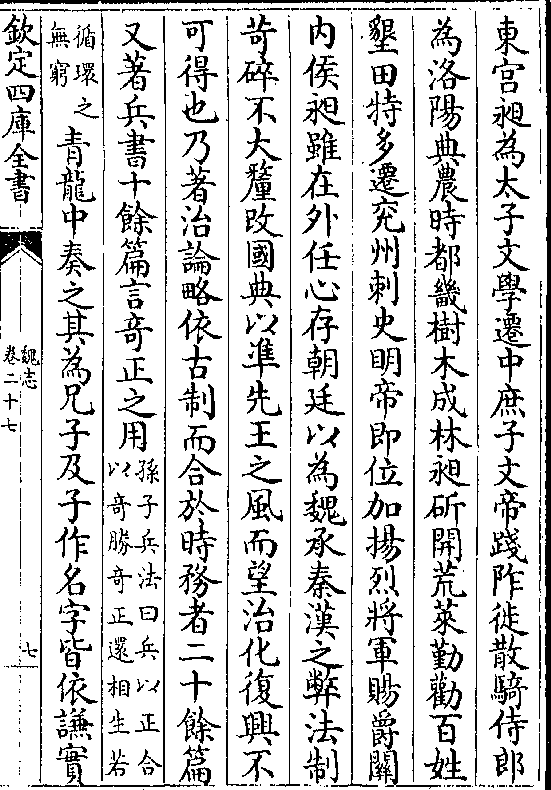 東宮昶為太子文學遷中庶子文帝踐阼徙散騎侍郎
為洛陽典農時都畿樹木成林昶斫開荒萊勤勸百姓
墾田特多遷兖州刺史明帝即位加揚烈將軍賜爵關
内侯昶雖在外任心存朝廷以為魏承秦漢之弊法制
苛碎不大釐改國典以準先王之風而望治化復興不
可得也乃著治論略依古制而合於時務者二十餘篇
又著兵書十餘篇言竒正之用
孫子兵法曰兵以正合
以竒勝竒正還相生若
循環之
無窮
青龍中奏之其為兄子及子作名字皆依謙實
欽定四庫全書
魏志
卷二十七
七